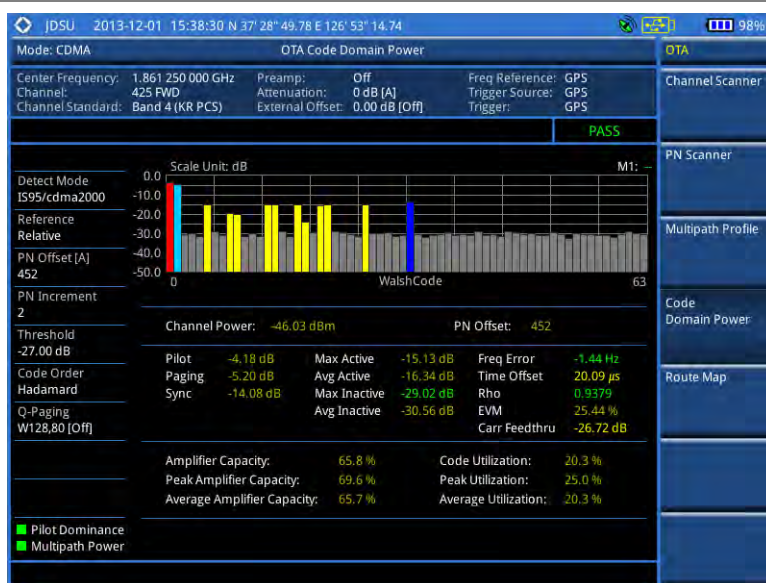 JDSU 2013-12-01 15:38:30 N 37' 28" 49.78 E 126' 53" 14.74 98%
Mode: CDMA OTA Code Domain Power OTA
Center Frequency: 1.861 250 000 GHz Preamp: Off Freq Reference: GPS
Channel: 425 FWD Attenuation: 0 dB [A] Trigger Source: GPS
Channel Standard: Band 4 (KR PCS) External Offset: 0.00 dB [Off] Trigger: GPS
Channel Scanner
PASS
PN Scanner
Scale Unit: dB M1: --
Detect Mode
IS95/cdma2000
Reference
Relative
PN Offset [A]
452
PN Increment
2
Threshold
-27.00 dB
Code Order
Hadamard
Q-Paging
W128,80 [Off]
0.0
-10.0
-20.0
-30.0
-40.0
-50.0
0 WalshCode 63
Multipath Profile
Code
Domain Power
Route Map
Channel Power: -46.03 dBm PN Offset: 452
Pilot -4.18 dB Max Active -15.13 dB Freq Error -1.44 Hz
Paging -5.20 dB Avg Active -16.34 dB Time Offset 20.09 µs
Sync -14.08 dB Max Inactive -29.02 dB Rho 0.9379
Avg Inactive -30.56 dB EVM 25.44 %
Carr Feedthru -26.72 dB
Amplifier Capacity: 65.8 % Code Utilization: 20.3 %
Peak Amplifier Capacity: 69.6 % Peak Utilization: 25.0 %
Average Amplifier Capacity: 65.7 % Average Utilization: 20.3 %
Pilot Dominance
Multipath Power